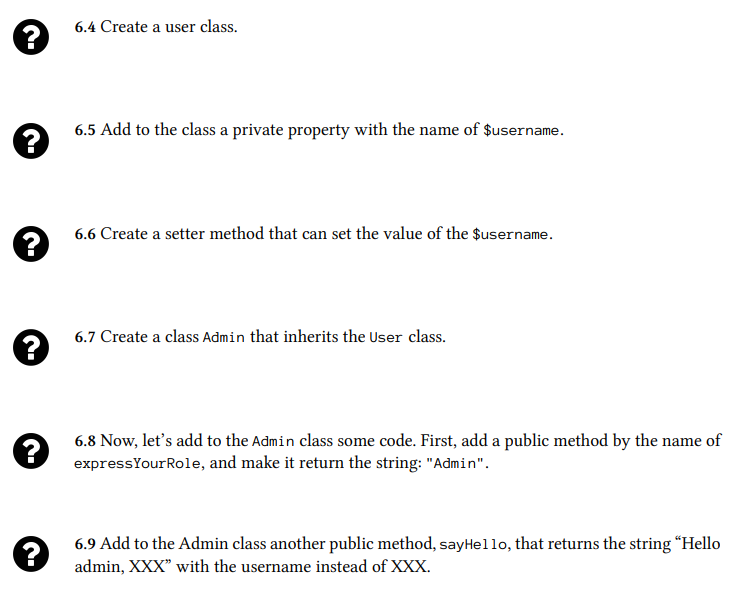 6.4 Create a user class.
6.5 Add to the class a private property with the name of $username.
6.6 Create a setter method that can set the value of the $username.
6.7 Create a class Admin that inherits the User class.
6.8 Now, let’s add to the Admin class some code. First, add a public method by the name of
expressYourRole, and make it return the string: "Admin".
6.9 Add to the Admin class another public method, sayHello, that returns the string “Hello
admin, XXX” with the username instead of XXX.